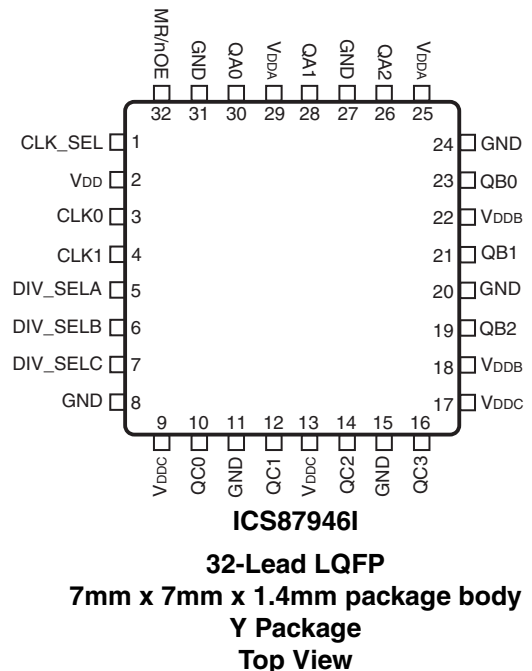 MR/nOE GND QA0 VDDA QA1 GND QA2 VDDA
32 31 30 29 28 27 26 25
CLK_SEL 1 24 GND
VDD 2 23 QB0
CLK0 3 22 VDDB
CLK1 4 21 QB1
DIV_SELA 5 20 GND
DIV_SELB 6 19 QB2
DIV_SELC 7 18 VDDB
GND 8 17 VDDC
9 10 11 12 13 14 15 16
VDDC QC0 GND QC1 VDDC QC2 GND QC3
ICS87946I
32-Lead LQFP
7mm x 7mm x 1.4mm package body
Y Package
Top View